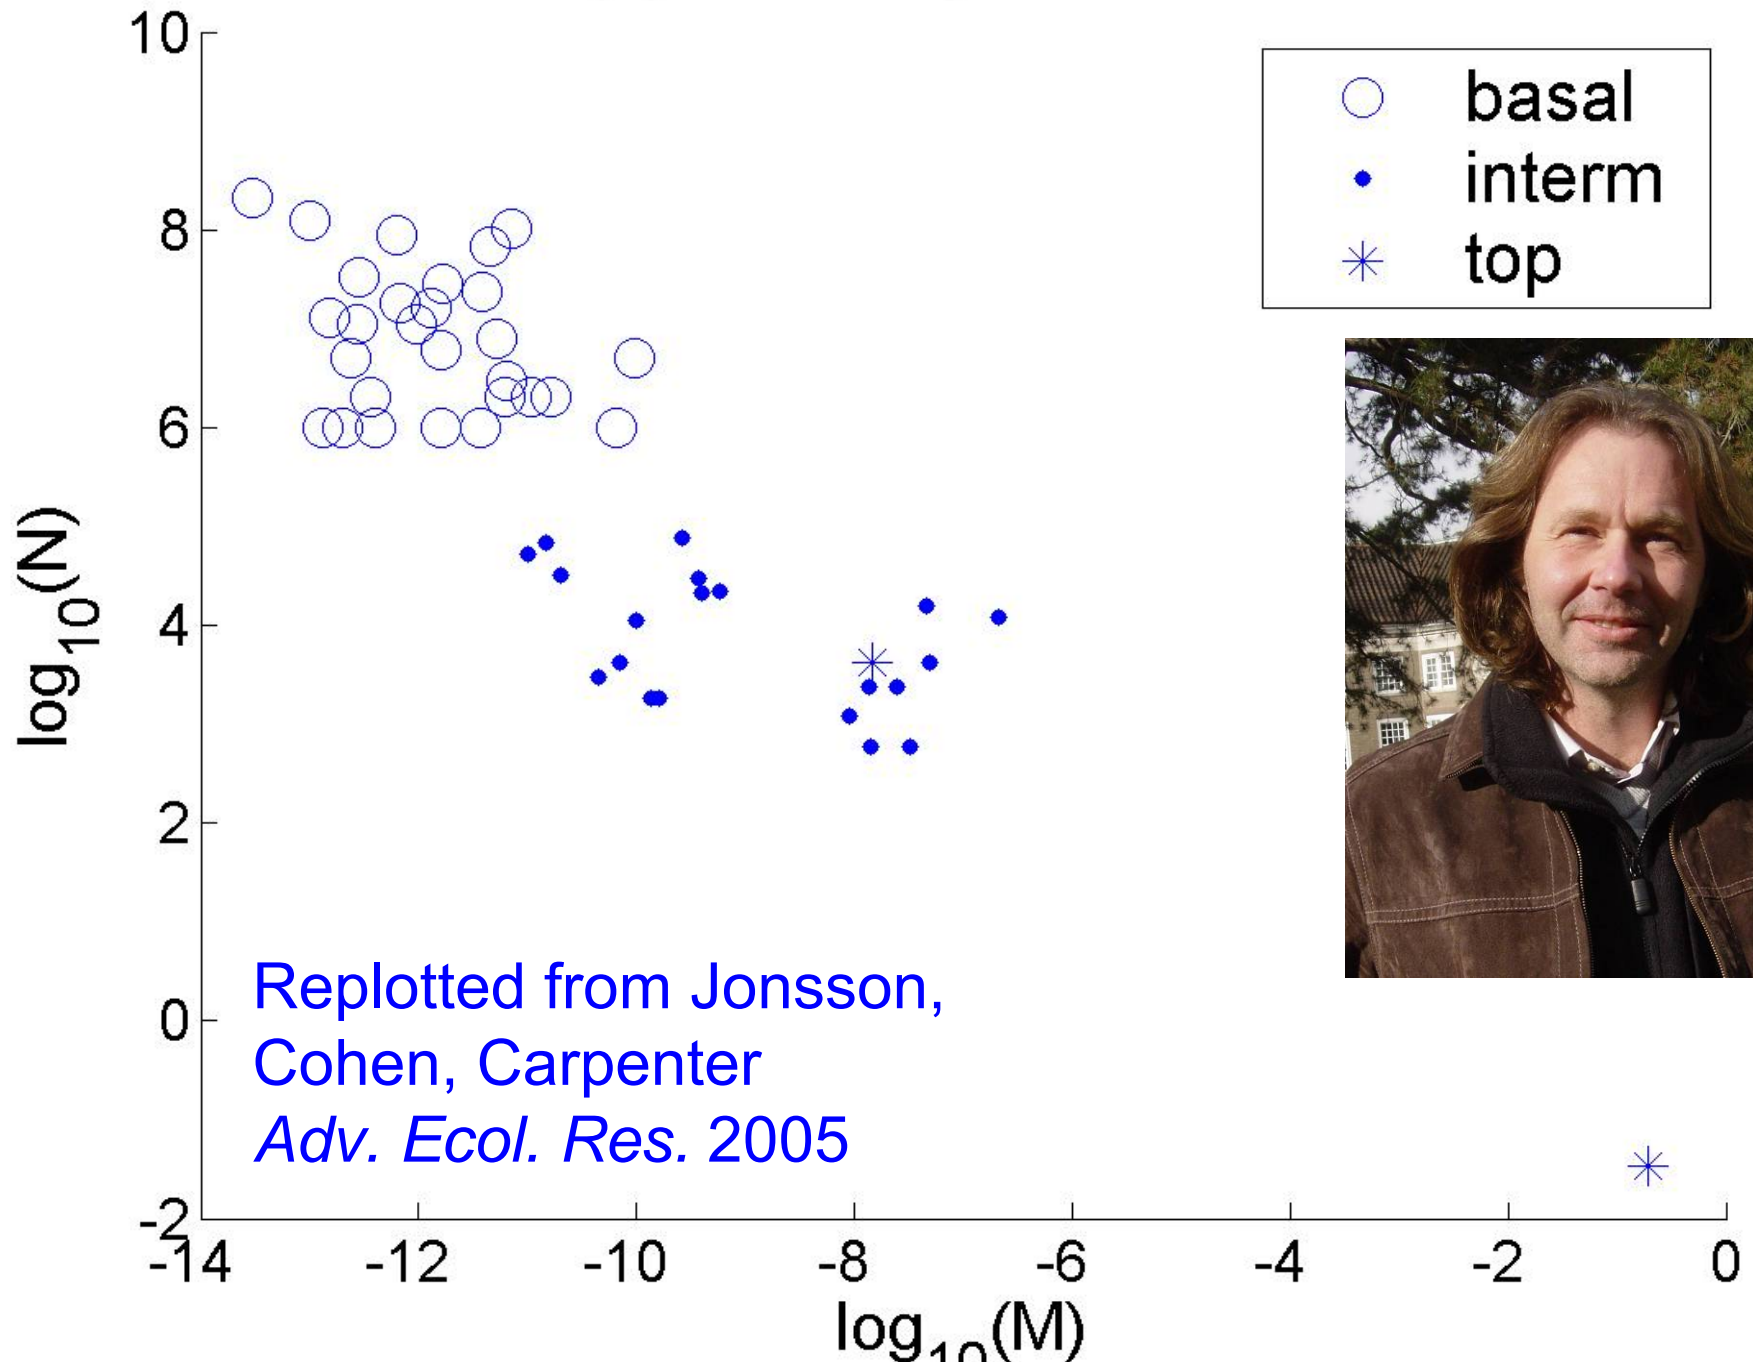 10
8
6
4
2
0
-2
log10(N)
basal
interm
top
Replotted from Jonsson,
Cohen, Carpenter
Adv. Ecol. Res. 2005
-14 -12 -10 -8 -6 -4 -2 0
log10(M)